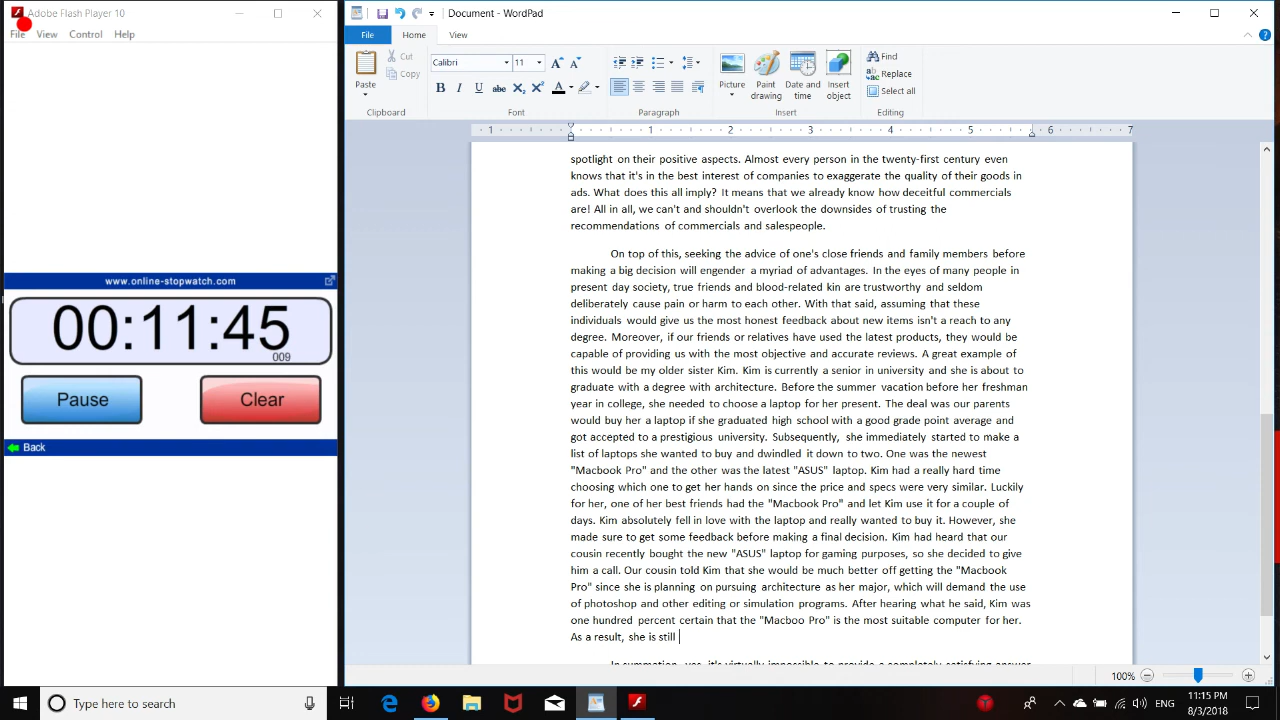 Adobe Flash Player 10
File View Control Help
www.online-stopwatch.com
00:11:45
009
Pause Clear
Back
Document - WordPad
File Home View
Paste
Cut
Copy
Clipboard
Calibri 11
B I U abc X₂ X² A
Font
Paragraph
Picture
Paint drawing
Date and time
Insert object
Insert
Find
Replace
Select all
Editing
1 1 2 3 4 5 6 7
spotlight on their positive aspects. Almost every person in the twenty-first century even
knows that it's in the best interest of companies to exaggerate the quality of their goods in
ads. What does this all imply? It means that we already know how deceitful commercials
are! All in all, we can't and shouldn't overlook the downsides of trusting the
recommendations of commercials and salespeople.
On top of this, seeking the advice of one's close friends and family members before
making a big decision will engender a myriad of advantages. In the eyes of many people in
present day society, true friends and blood-related kin are trustworthy and seldom
deliberately cause pain or harm to each other. With that said, assuming that these
individuals would give us the most honest feedback about new items isn't a reach to any
degree. Moreover, if our friends or relatives have used the latest products, they would be
capable of providing us with the most objective and accurate reviews. A great example of
this would be my older sister Kim. Kim is currently a senior in university and she is about to
graduate with a degree with architecture. Before the summer vacation before her freshman
year in college, she needed to choose a laptop for her present. The deal was our parents
would buy her a laptop if she graduated high school with a good grade point average and
got accepted to a prestigious university. Subsequently, she immediately started to make a
list of laptops she wanted to buy and dwindled it down to two. One was the newest
"Macbook Pro" and the other was the latest "ASUS" laptop. Kim had a really hard time
choosing which one to get her hands on since the price and specs were very similar. Luckily
for her, one of her best friends had the "Macbook Pro" and let Kim use it for a couple of
days. Kim absolutely fell in love with the laptop and really wanted to buy it. However, she
made sure to get some feedback before making a final decision. Kim had heard that our
cousin recently bought the new "ASUS" laptop for gaming purposes, so she decided to give
him a call. Our cousin told Kim that she would be much better off getting the "Macbook
Pro" since she is planning on pursuing architecture as her major, which will demand the use
of photoshop and other editing or simulation programs. After hearing what he said, Kim was
one hundred percent certain that the "Macboo Pro" is the most suitable computer for her.
As a result, she is still
In summation, yes, it's virtually impossible to provide a completely satisfying answer
100%
Type here to search
ENG
11:15 PM
8/3/2018